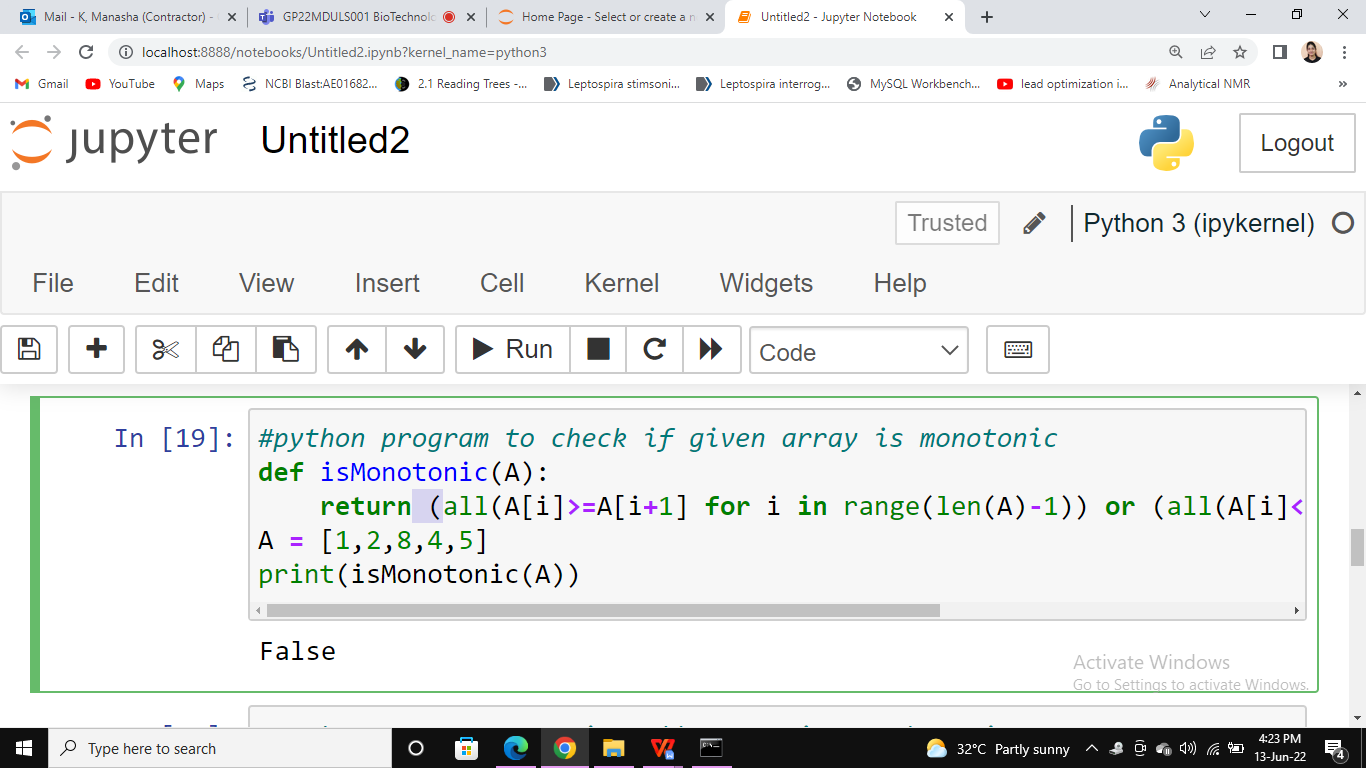 Mail - K, Manasha (Contractor) -
GP22MDULS001 BioTechnolo
Home Page - Select or create a n
Untitled2 - Jupyter Notebook
localhost:8888/notebooks/Untitled2.ipynb?kernel_name=python3
Gmail YouTube Maps NCBI Blast:AE01682... 2.1 Reading Trees -... Leptospira stimsoni... Leptospira interrog... MySQL Workbench... lead optimization i... Analytical NMR »
jupyter Untitled2 Logout
Trusted Python 3 (ipykernel)
File Edit View Insert Cell Kernel Widgets Help
Run Code
In [19]: #python program to check if given array is monotonic
def isMonotonic(A):
return (all(A[i]>=A[i+1] for i in range(len(A)-1)) or (all(A[i]<
A = [1,2,8,4,5]
print(isMonotonic(A))
False
Activate Windows
Go to Settings to activate Windows.
Type here to search
32°C Partly sunny
4:23 PM
13-Jun-22
4